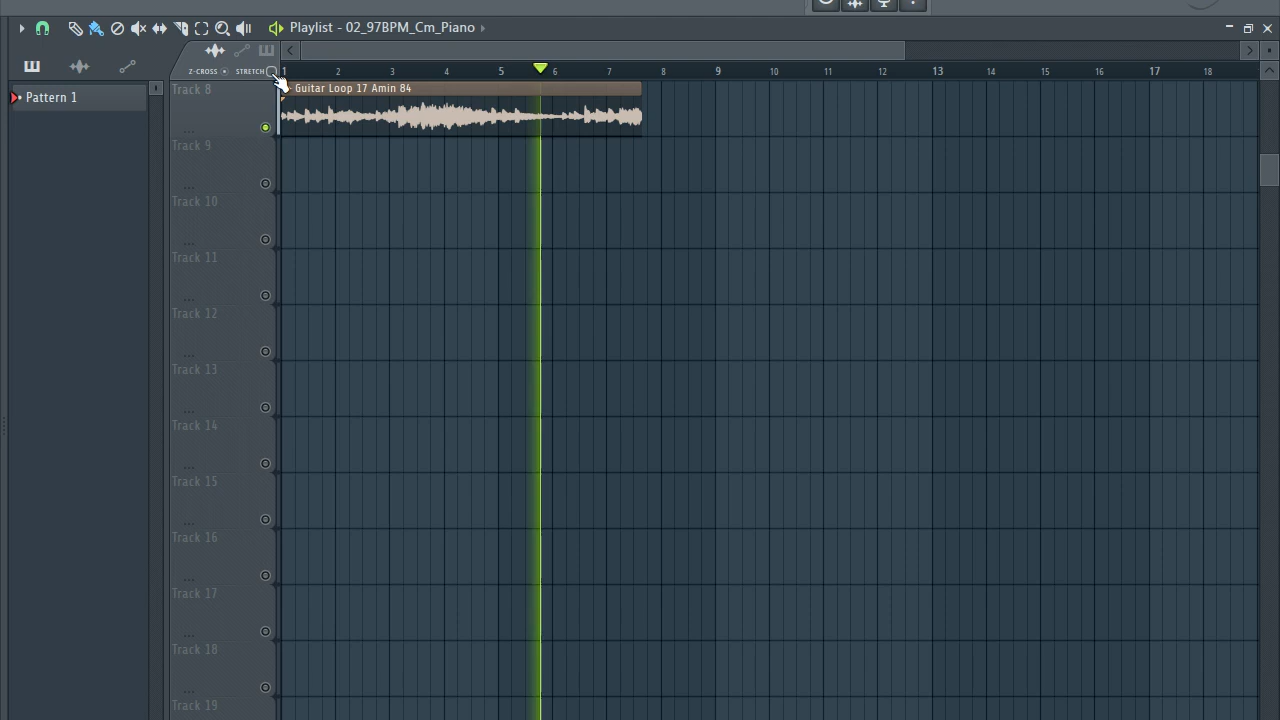 Playlist - 02_97BPM_Cm_Piano
Z-CROSS STRETCH
1 2 3 4 5 6 7 8 9 10 11 12 13 14 15 16 17 18
Pattern 1
Track 8
Guitar Loop 17 Amin 84
Track 9
Track 10
Track 11
Track 12
Track 13
Track 14
Track 15
Track 16
Track 17
Track 18
Track 19